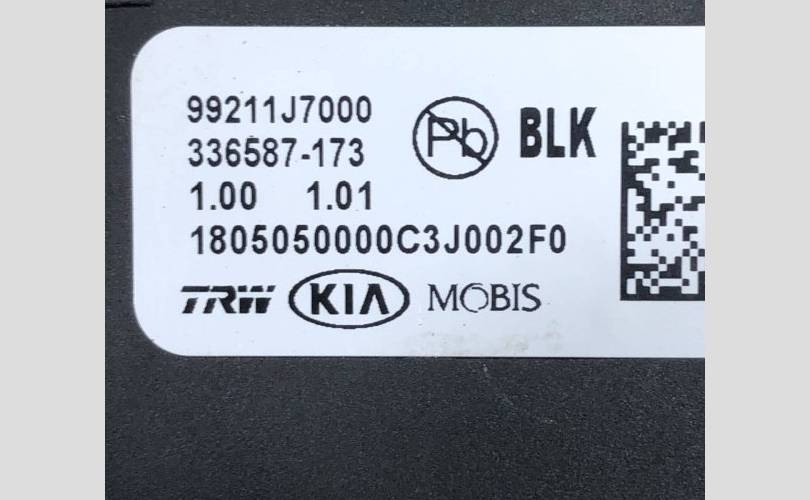 99211J7000
336587-173
1.00 1.01
1805050000C3J002F0
Pb BLK
TRW KIA MOBIS